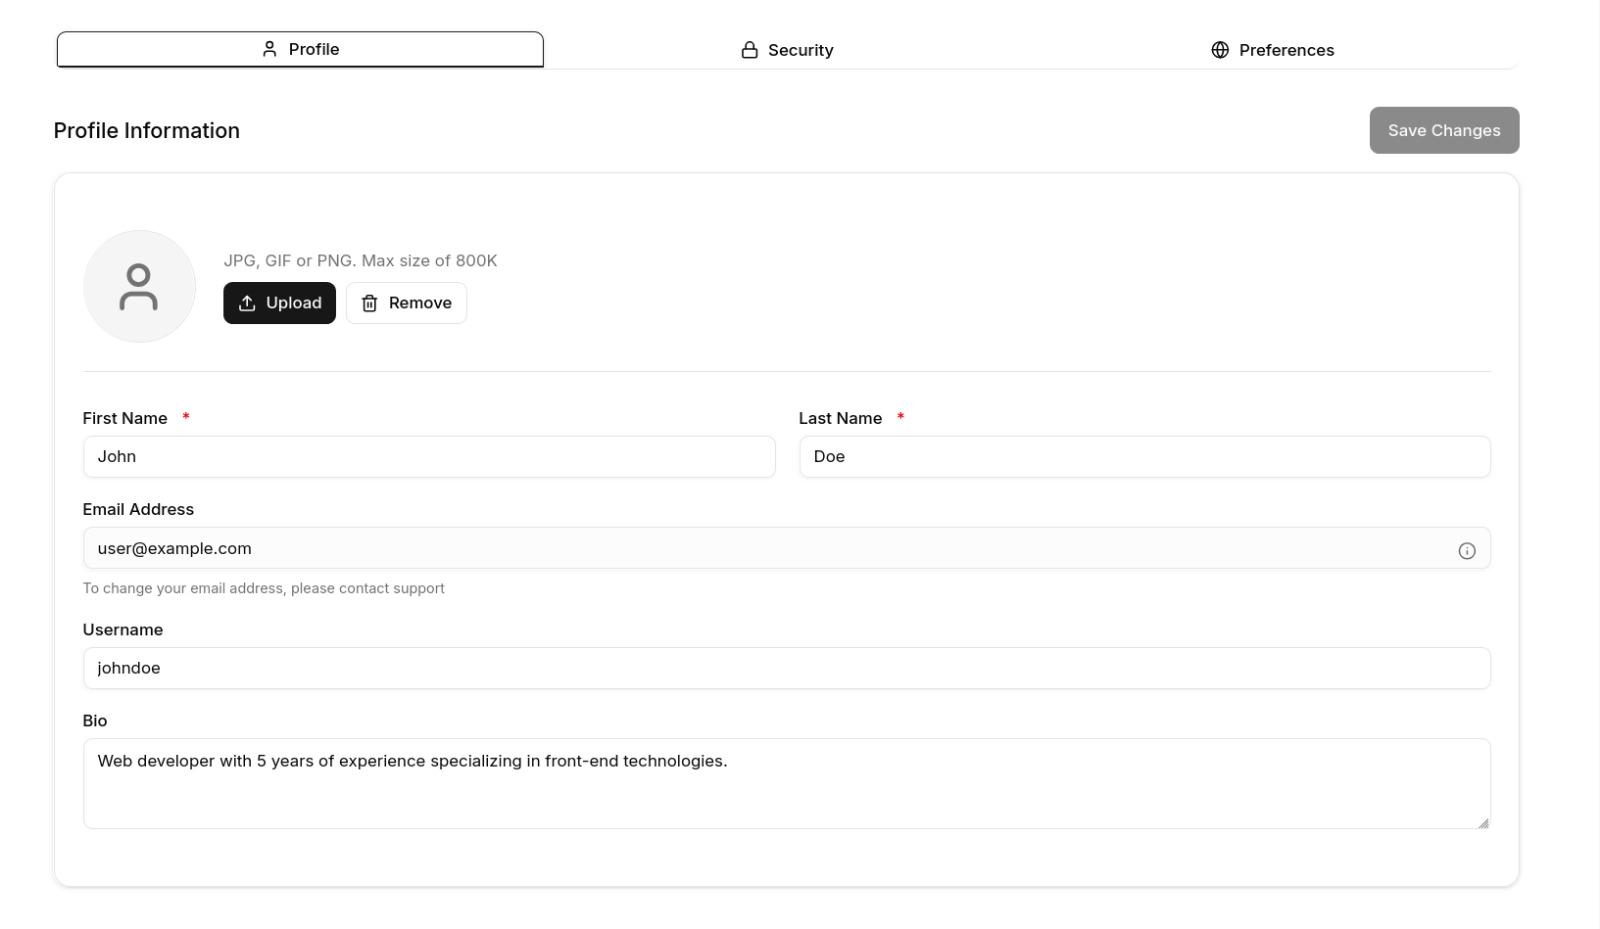 Profile
Security
Preferences
Profile Information
Save Changes
JPG, GIF or PNG. Max size of 800K
Upload
Remove
First Name *
Last Name *
John
Doe
Email Address
user@example.com
To change your email address, please contact support
Username
johndoe
Bio
Web developer with 5 years of experience specializing in front-end technologies.